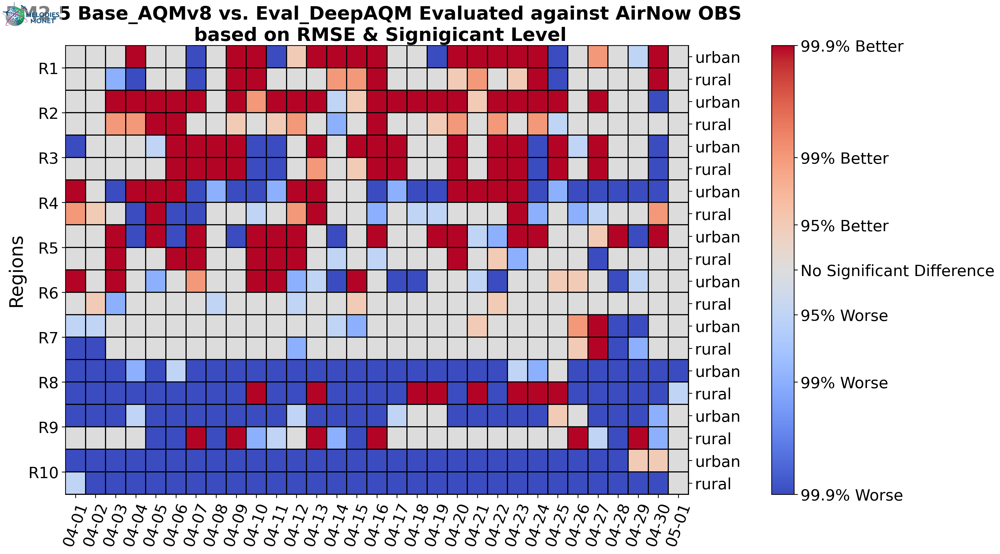 M2.5 Base_AQMv8 vs. Eval_DeepAQM Evaluated against AirNow OBS
based on RMSE & Signigicant Level
MELODIES
MONET
Regions
R1
R2
R3
R4
R5
R6
R7
R8
R9
R10
urban
rural
urban
rural
urban
rural
urban
rural
urban
rural
urban
rural
urban
rural
urban
rural
urban
rural
urban
rural
04-01
04-02
04-03
04-04
04-05
04-06
04-07
04-08
04-09
04-10
04-11
04-12
04-13
04-14
04-15
04-16
04-17
04-18
04-19
04-20
04-21
04-22
04-23
04-24
04-25
04-26
04-27
04-28
04-29
04-30
05-01
99.9% Better
99% Better
95% Better
No Significant Difference
95% Worse
99% Worse
99.9% Worse